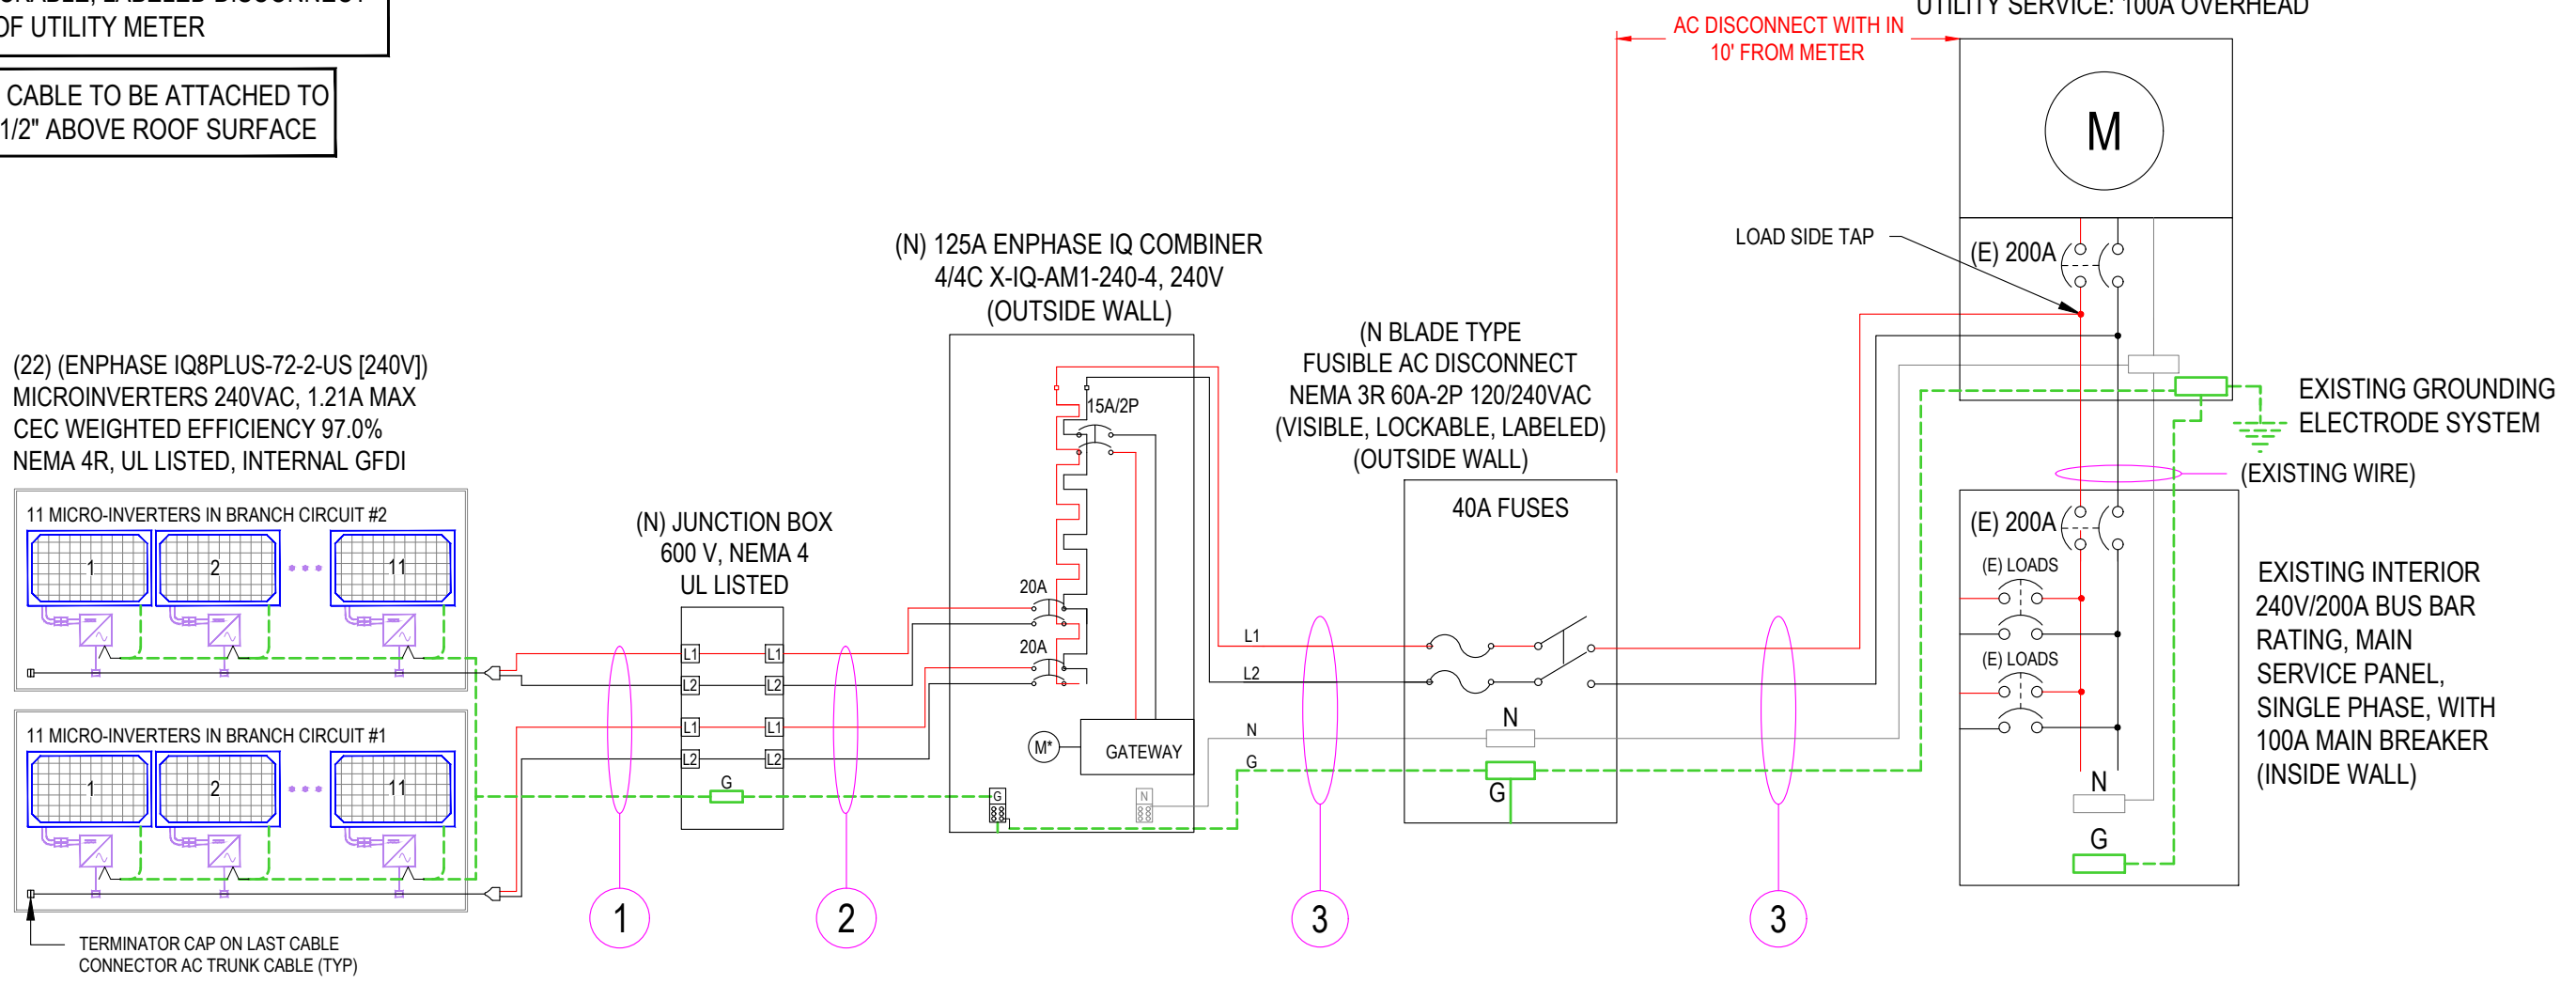 OF UTILITY METER
CABLE TO BE ATTACHED TO
1/2" ABOVE ROOF SURFACE
UTILITY SERVICE: 100A OVERHEAD
AC DISCONNECT WITH IN
10' FROM METER
M
LOAD SIDE TAP
(E) 200A
EXISTING GROUNDING
ELECTRODE SYSTEM
(EXISTING WIRE)
(N) 125A ENPHASE IQ COMBINER
4/4C X-IQ-AM1-240-4, 240V
(OUTSIDE WALL)
15A/2P
20A
20A
M*
GATEWAY
G
N
(N BLADE TYPE
FUSIBLE AC DISCONNECT
NEMA 3R 60A-2P 120/240VAC
(VISIBLE, LOCKABLE, LABELED)
(OUTSIDE WALL)
40A FUSES
L1
L2
N
G
N
G
(22) (ENPHASE IQ8PLUS-72-2-US [240V])
MICROINVERTERS 240VAC, 1.21A MAX
CEC WEIGHTED EFFICIENCY 97.0%
NEMA 4R, UL LISTED, INTERNAL GFDI
11 MICRO-INVERTERS IN BRANCH CIRCUIT #2
1 2 11
11 MICRO-INVERTERS IN BRANCH CIRCUIT #1
1 2 11
TERMINATOR CAP ON LAST CABLE
CONNECTOR AC TRUNK CABLE (TYP)
(N) JUNCTION BOX
600 V, NEMA 4
UL LISTED
L1 L1
L2 L2
L1 L1
L2 L2
G
(E) 200A
(E) LOADS
(E) LOADS
N
G
EXISTING INTERIOR
240V/200A BUS BAR
RATING, MAIN
SERVICE PANEL,
SINGLE PHASE, WITH
100A MAIN BREAKER
(INSIDE WALL)
1
2
3
3